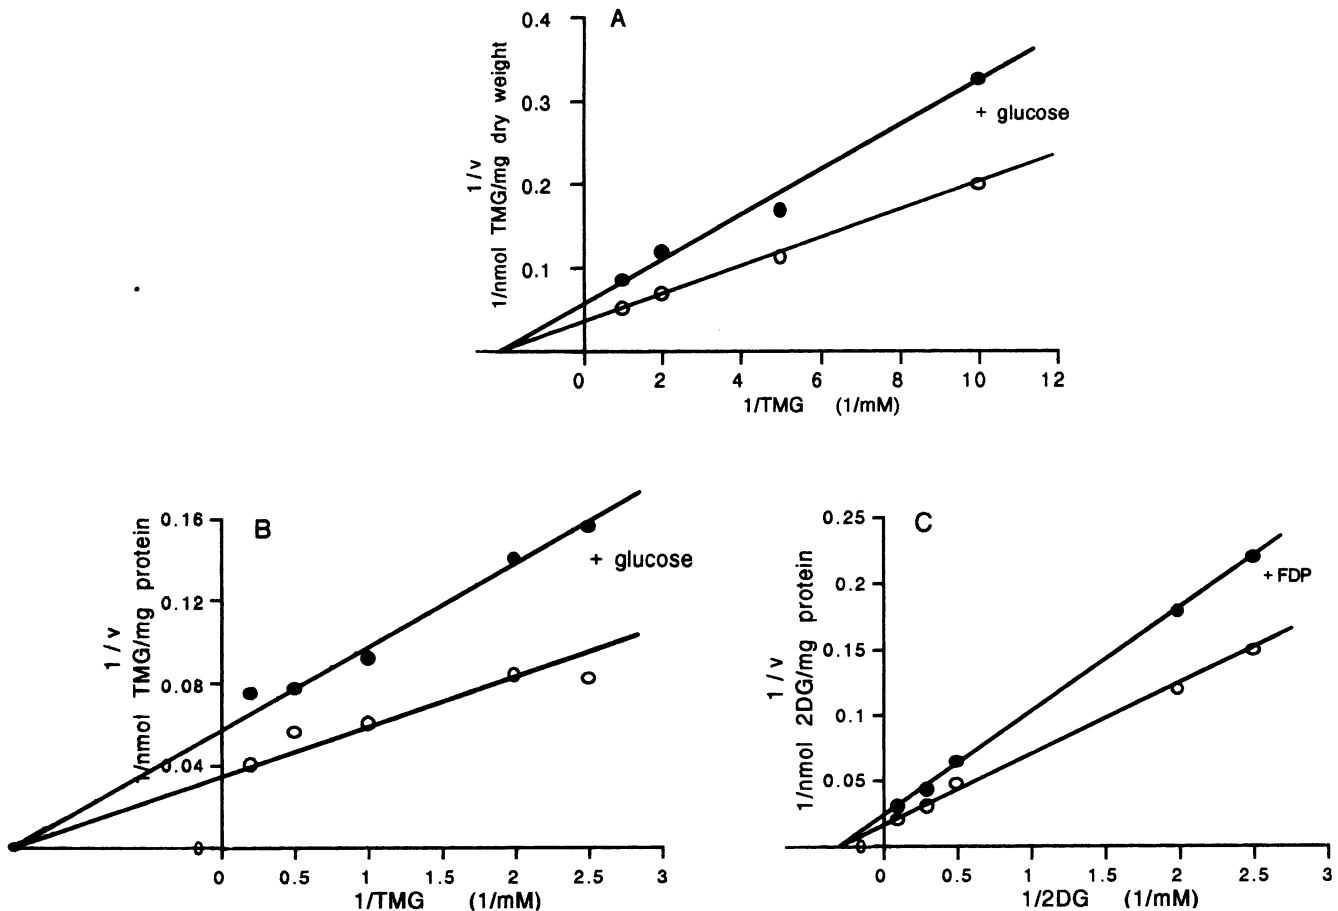 A
0.4
0.3
0.2
0.1
1/v
1/nmol TMG/mg dry weight
+ glucose
0 2 4 6 8 10 12
1/TMG (1/mM)
B
0.16
0.12
0.08
0.04
0
1/v
1/nmol TMG/mg protein
+ glucose
0 0.5 1 1.5 2 2.5 3
1/TMG (1/mM)
C
0.25
0.2
0.15
0.1
0.05
0
1/v
1/nmol 2DG/mg protein
+ FDP
0 0.5 1 1.5 2 2.5 3
1/2DG (1/mM)